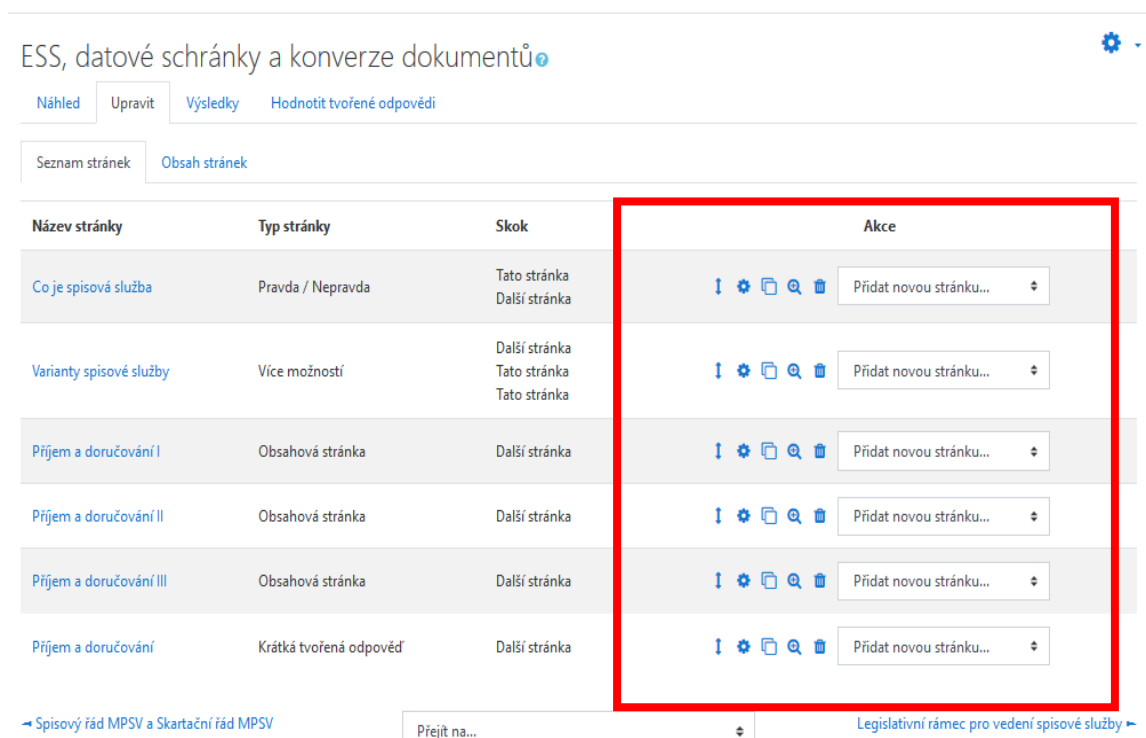 ESS, datové schránky a konverze dokumentů
Náhled Upravit Výsledky Hodnotit tvořené odpovědi
Seznam stránek Obsah stránek
Název stránky Typ stránky Skok Akce
Co je spisová služba Pravda / Nepravda Tato stránka Další stránka Přidat novou stránku...
Varianty spisové služby Více možností Další stránka Tato stránka Tato stránka Přidat novou stránku...
Příjem a doručování I Obsahová stránka Další stránka Přidat novou stránku...
Příjem a doručování II Obsahová stránka Další stránka Přidat novou stránku...
Příjem a doručování III Obsahová stránka Další stránka Přidat novou stránku...
Příjem a doručování Krátká tvořená odpověď Další stránka Přidat novou stránku...
Spisový řád MPSV a Skartační řád MPSV Přejít na... Legislativní rámec pro vedení spisové služby